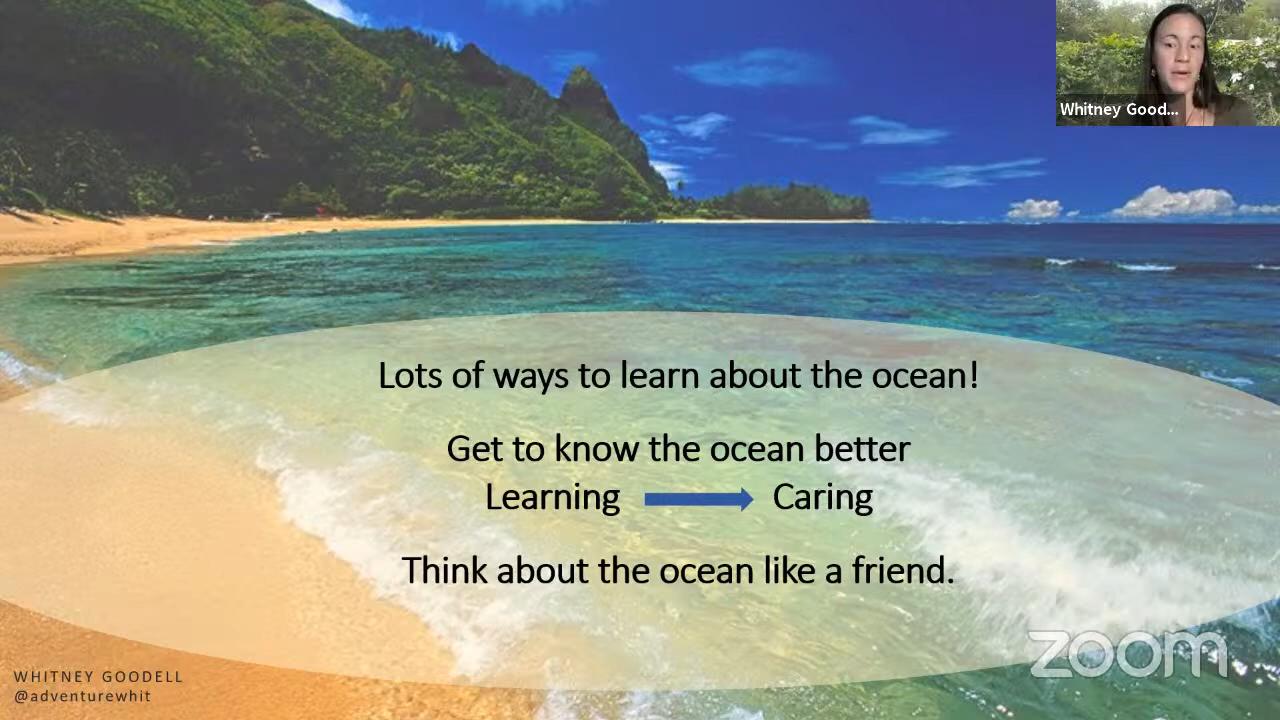 Whitney Good...
Lots of ways to learn about the ocean!
Get to know the ocean better
Learning Caring
Think about the ocean like a friend.
zoom
WHITNEY GOODELL
@adventurewhit